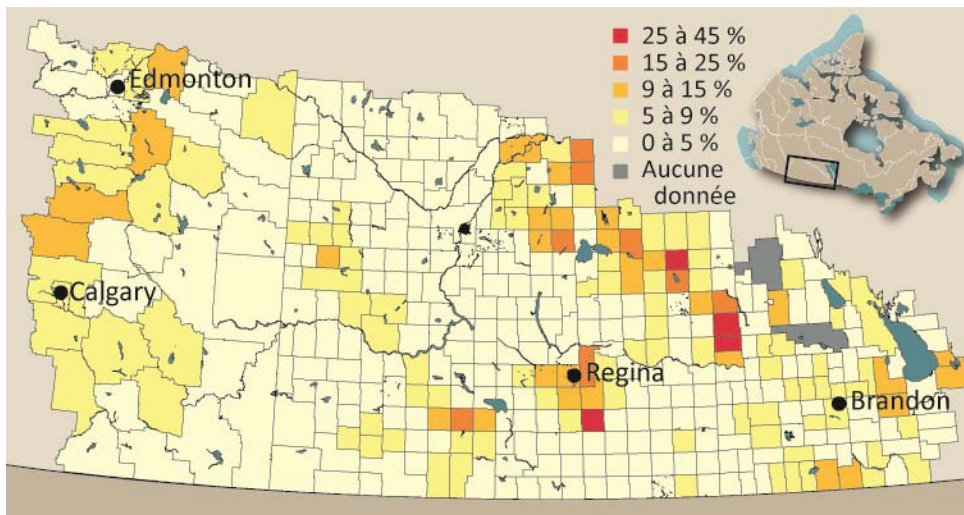 25 à 45 %
15 à 25 %
9 à 15 %
5 à 9 %
0 à 5 %
Aucune
donnée
Edmonton
Calgary
Regina
Brandon